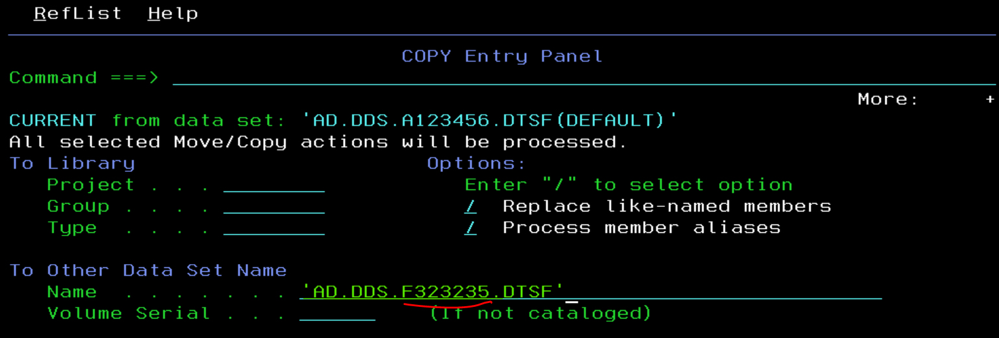 RefList Help
COPY Entry Panel
Command ===>
More: +
CURRENT from data set: 'AD.DDS.A123456.DTSF(DEFAULT)'
All selected Move/Copy actions will be processed.
To Library Options:
Project . . . Enter "/" to select option
Group . . . . / Replace like-named members
Type . . . . / Process member aliases
To Other Data Set Name
Name . . . . . . . 'AD.DDS.F323235.DTSF'
Volume Serial . . . (If not cataloged)